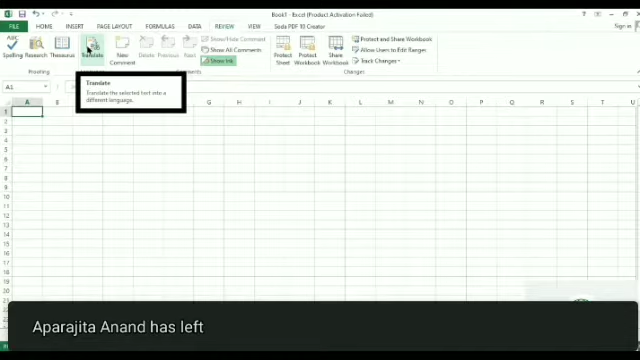 Book1 - Excel (Product Activation Failed)
FILE HOME INSERT PAGE LAYOUT FORMULAS DATA REVIEW VIEW Soda PDF 10 Creator Sign in
Spelling Research Thesaurus Translate New Comment Delete Previous Next
Show/Hide Comment
Show All Comments
Show Ink
Protect Sheet Protect Workbook Share Workbook
Protect and Share Workbook
Allow Users to Edit Ranges
Track Changes
Proofing Changes
A1
Translate
Translate the selected text into a
different language.
A B G H I J K L M N O P Q R S T U
1
2
3
4
5
6
7
8
9
10
11
12
13
14
15
16
17
18
19
20
21
22
Aparajita Anand has left